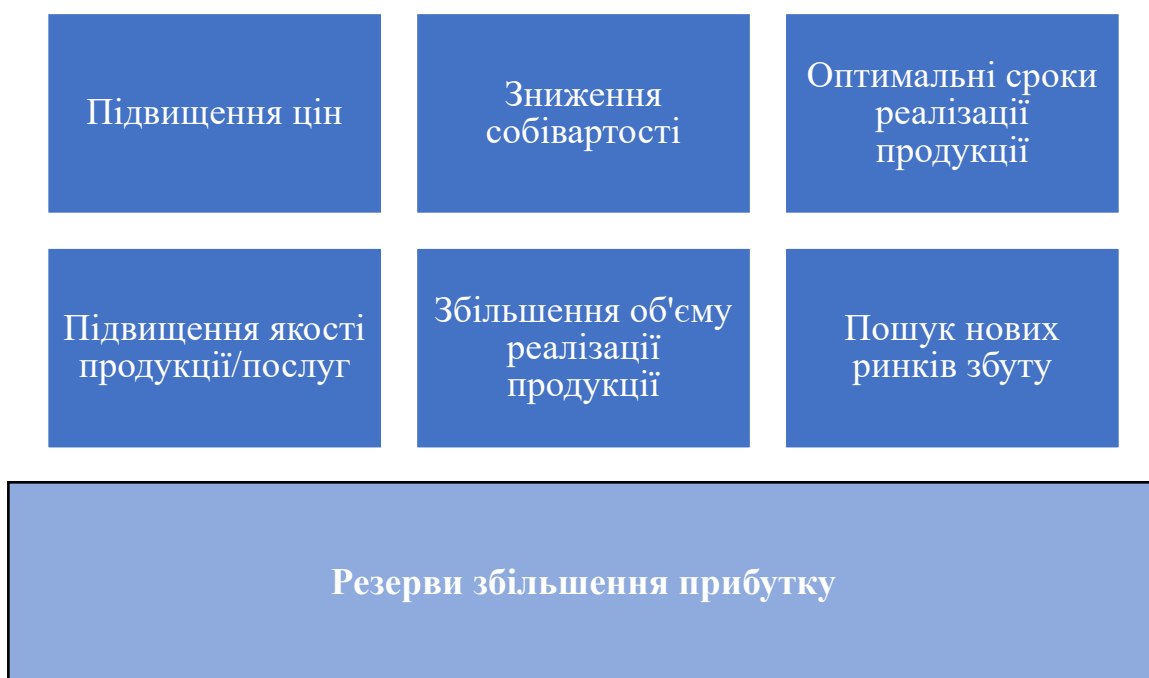 Підвищення цін
Зниження
собівартості
Оптимальні сроки
реалізації
продукції
Підвищення якості
продукції/послуг
Збільшення об'єму
реалізації
продукції
Пошук нових
ринків збуту
Резерви збільшення прибутку